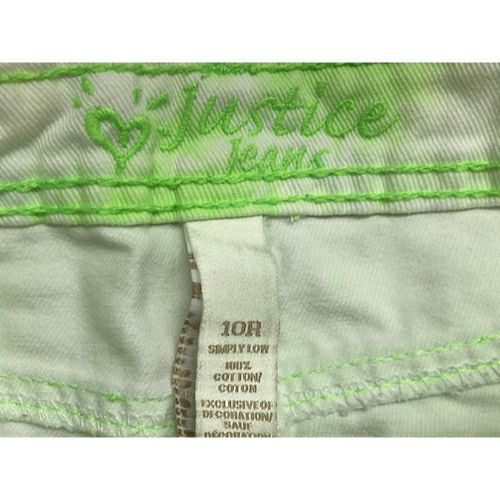 Justice
Jeans
10R
SIMPLY LOW
100%
COTTON/
COTON
EXCLUSIVE OF
DECORATION/
SAUF
DÉCORATION